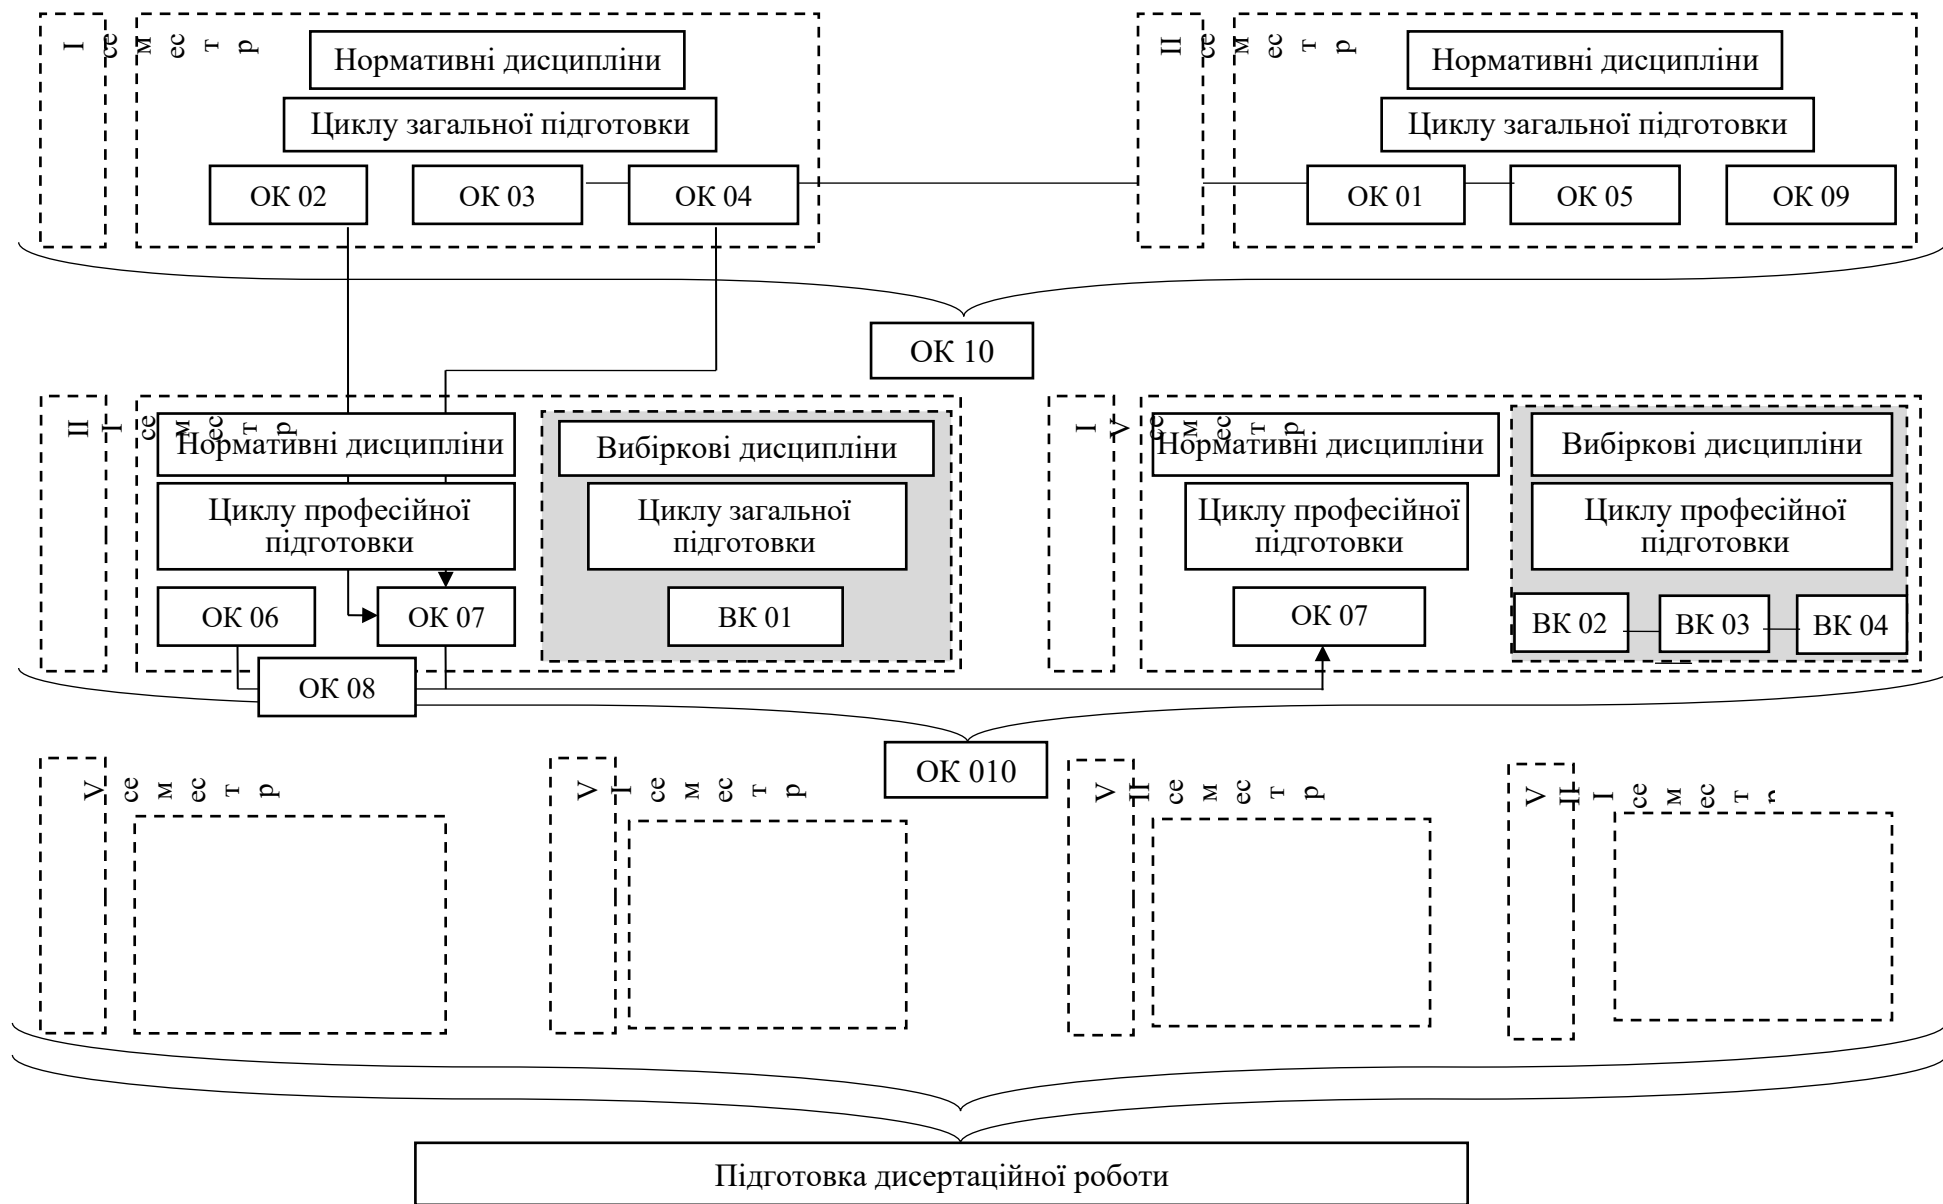 І семестр
Нормативні дисципліни
Циклу загальної підготовки
ОК 02
ОК 03
ОК 04
ІІ семестр
Нормативні дисципліни
Циклу загальної підготовки
ОК 01
ОК 05
ОК 09
ОК 10
ІІІ семестр
Нормативні дисципліни
Циклу професійної
підготовки
ОК 06
ОК 07
ОК 08
Вибіркові дисципліни
Циклу загальної
підготовки
ВК 01
ІV семестр
Нормативні дисципліни
Циклу професійної
підготовки
ОК 07
Вибіркові дисципліни
Циклу професійної
підготовки
ВК 02
ВК 03
ВК 04
ОК 010
V семестр
VІ семестр
VІІ семестр
VІІІ семестр
Підготовка дисертаційної роботи